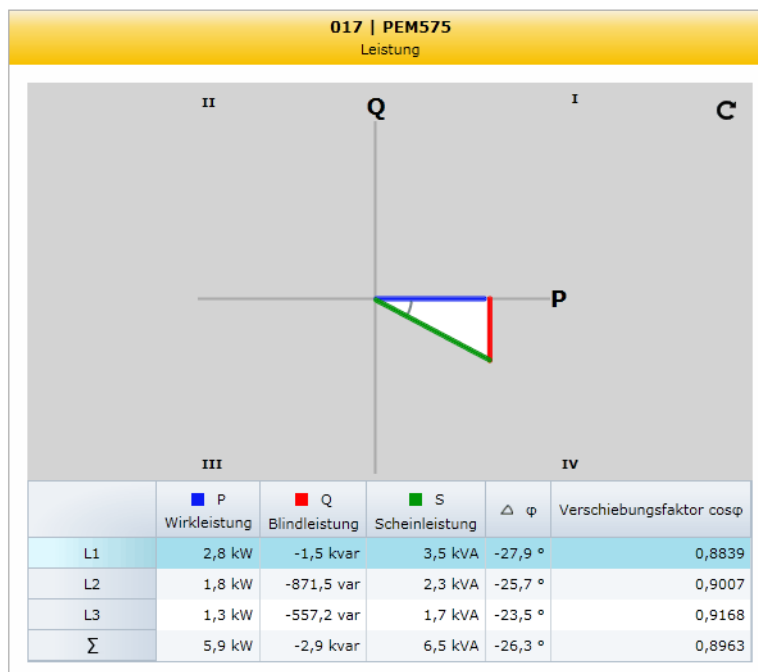 017 | PEM575
Leistung
II
Q
I
P
III
IV
P
Wirkleistung
Q
Blindleistung
S
Scheinleistung
△ φ
Verschiebungsfaktor cosφ
L1 2,8 kW -1,5 kvar 3,5 kVA -27,9 ° 0,8839
L2 1,8 kW -871,5 var 2,3 kVA -25,7 ° 0,9007
L3 1,3 kW -557,2 var 1,7 kVA -23,5 ° 0,9168
Σ 5,9 kW -2,9 kvar 6,5 kVA -26,3 ° 0,8963